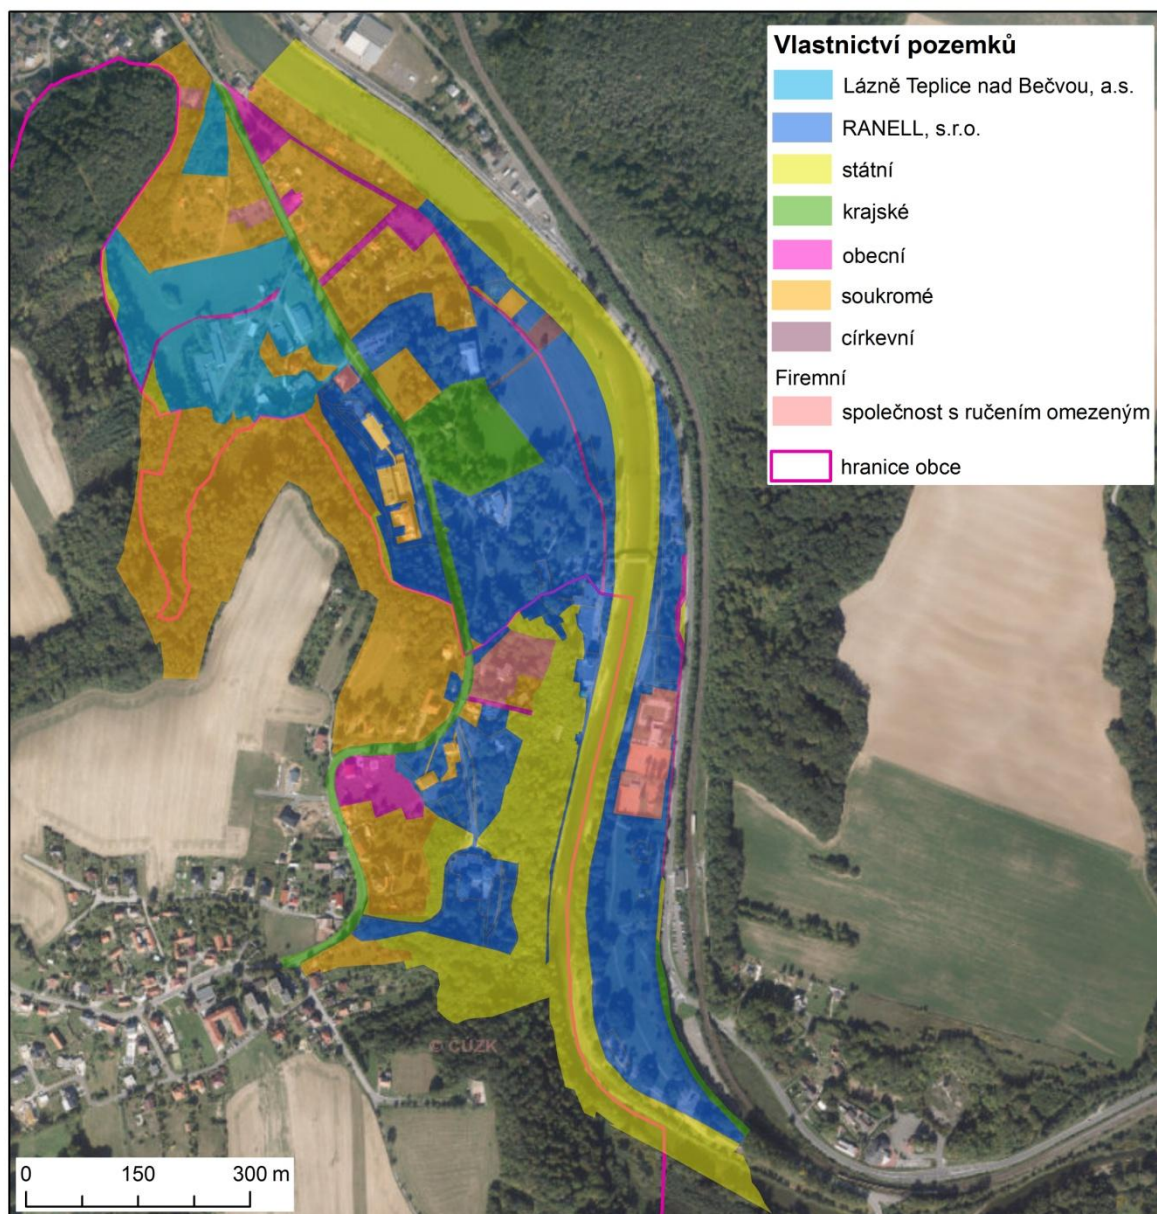 Vlastnictví pozemků
Lázně Teplice nad Bečvou, a.s.
RANELL, s.r.o.
státní
krajské
obecní
soukromé
církevní
Firemní
společnost s ručením omezeným
hranice obce
© ČÚZK
0 150 300 m